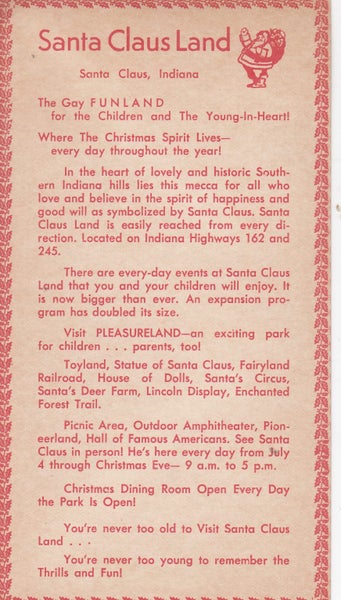 Santa Claus Land
Santa Claus, Indiana
The Gay FUNLAND
for the Children and The Young-In-Heart!
Where The Christmas Spirit Lives—
every day throughout the year!
In the heart of lovely and historic South-
ern Indiana hills lies this mecca for all who
love and believe in the spirit of happiness and
good will as symbolized by Santa Claus. Santa
Claus Land is easily reached from every di-
rection. Located on Indiana Highways 162 and
245.
There are every-day events at Santa Claus
Land that you and your children will enjoy. It
is now bigger than ever. An expansion pro-
gram has doubled its size.
Visit PLEASURELAND—an exciting park
for children . . . parents, too!
Toyland, Statue of Santa Claus, Fairyland
Railroad, House of Dolls, Santa's Circus,
Santa's Deer Farm, Lincoln Display, Enchanted
Forest Trail.
Picnic Area, Outdoor Amphitheater, Pion-
eerland, Hall of Famous Americans. See Santa
Claus in person! He's here every day from July
4 through Christmas Eve— 9 a.m. to 5 p.m.
Christmas Dining Room Open Every Day
the Park Is Open!
You're never too old to Visit Santa Claus
Land . . .
You're never too young to remember the
Thrills and Fun!